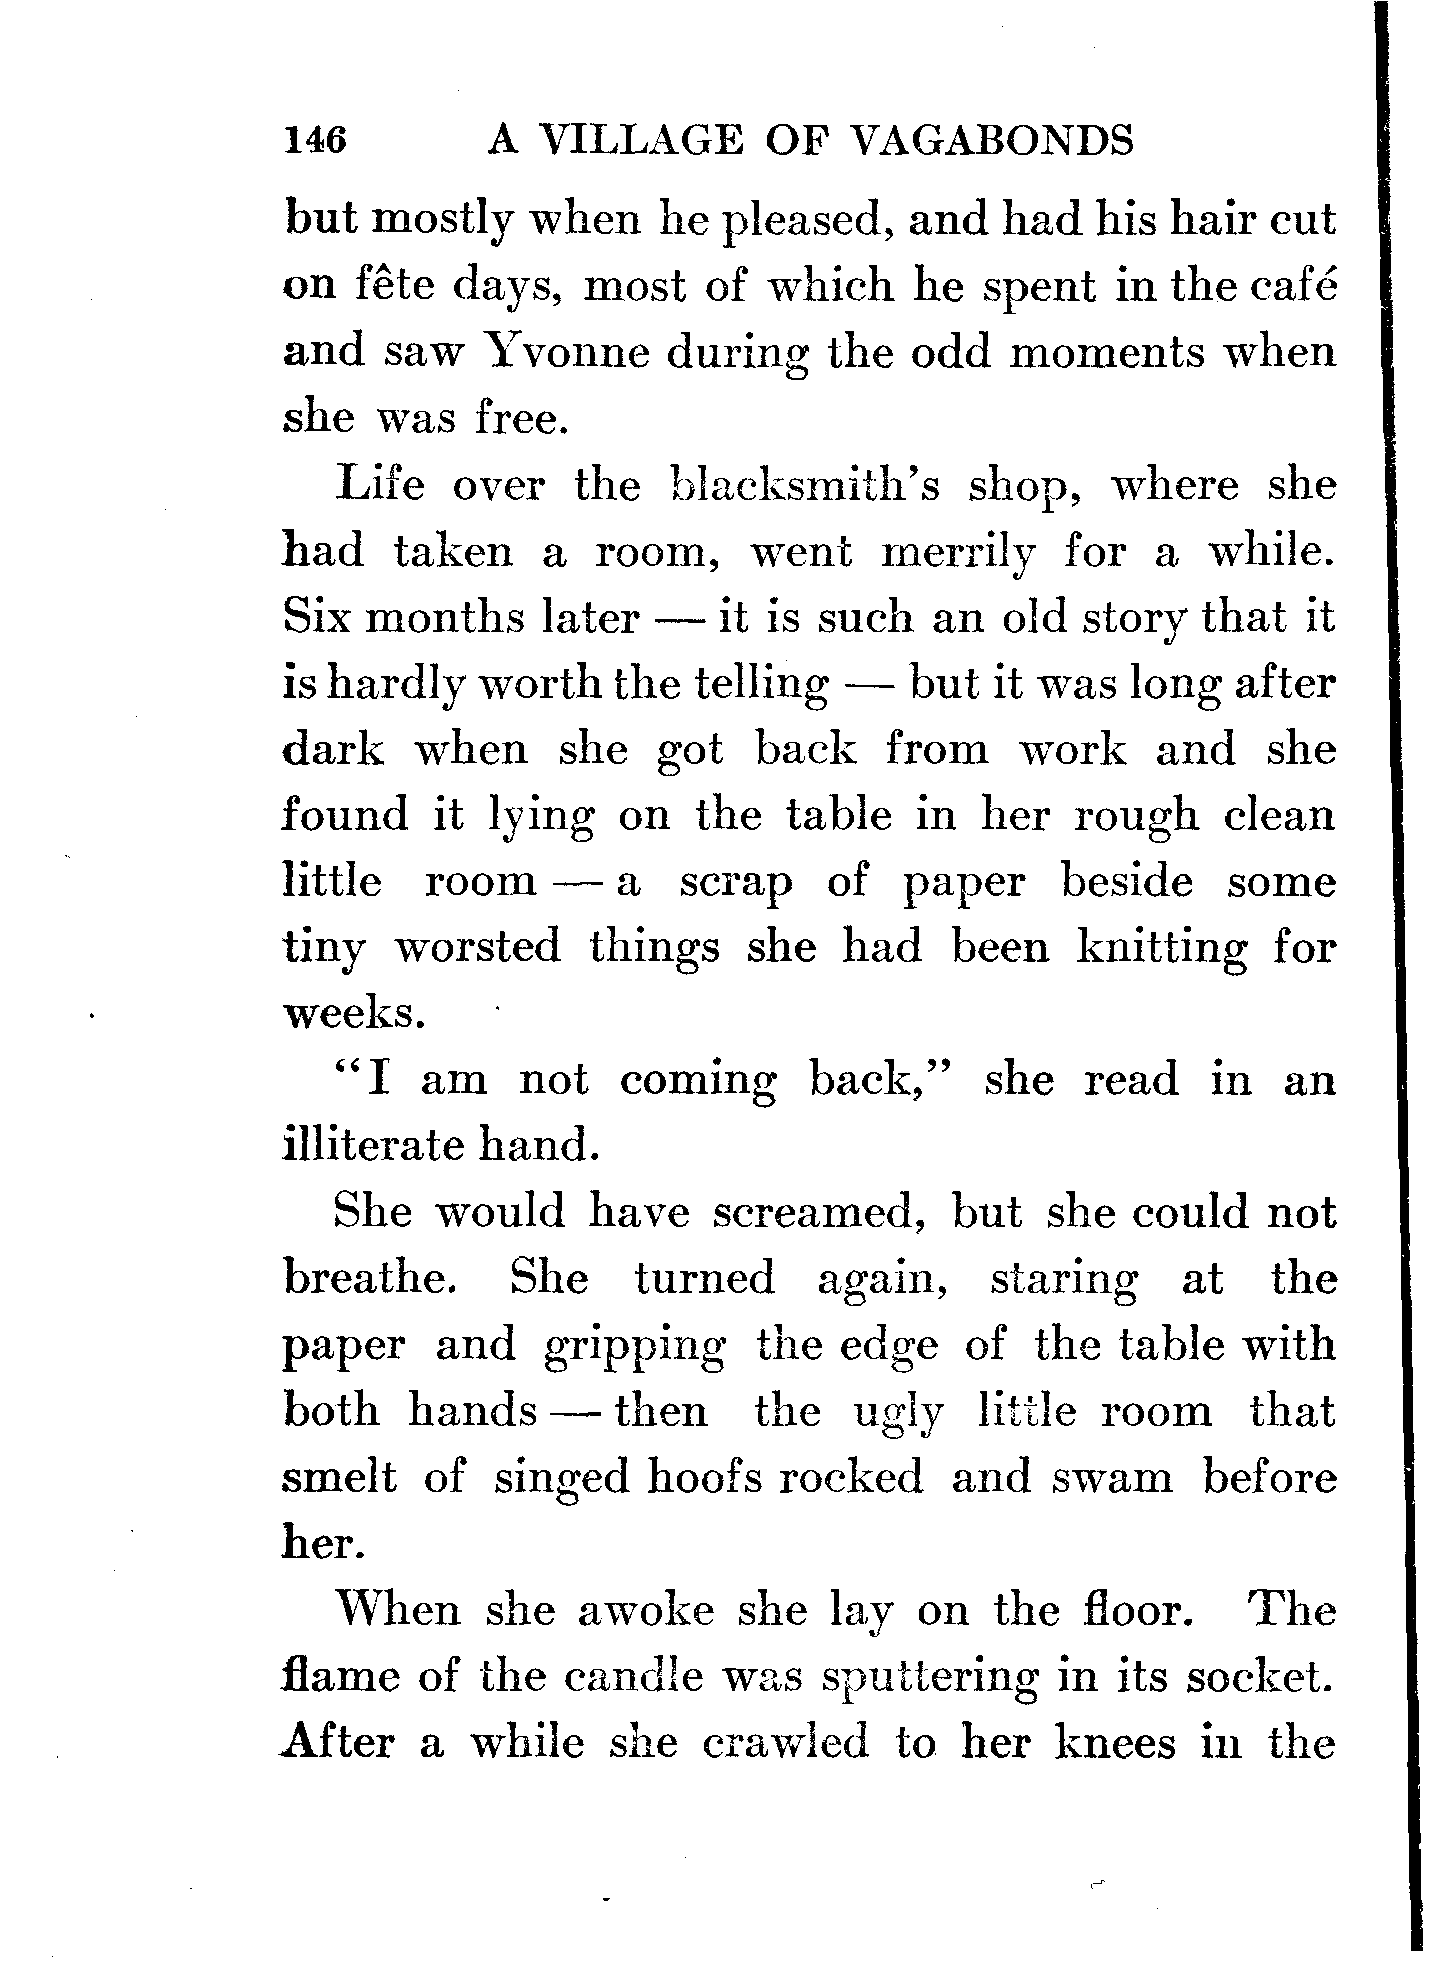 146 A VILLAGE OF VAGABONDS
but mostly when he pleased, and had his hair cut
on fête days, most of which he spent in the café
and saw Yvonne during the odd moments when
she was free.
Life over the blacksmith's shop, where she
had taken a room, went merrily for a while.
Six months later — it is such an old story that it
is hardly worth the telling — but it was long after
dark when she got back from work and she
found it lying on the table in her rough clean
little room — a scrap of paper beside some
tiny worsted things she had been knitting for
weeks.
“I am not coming back,” she read in an
illiterate hand.
She would have screamed, but she could not
breathe. She turned again, staring at the
paper and gripping the edge of the table with
both hands — then the ugly little room that
smelt of singed hoofs rocked and swam before
her.
When she awoke she lay on the floor. The
flame of the candle was sputtering in its socket.
After a while she crawled to her knees in the